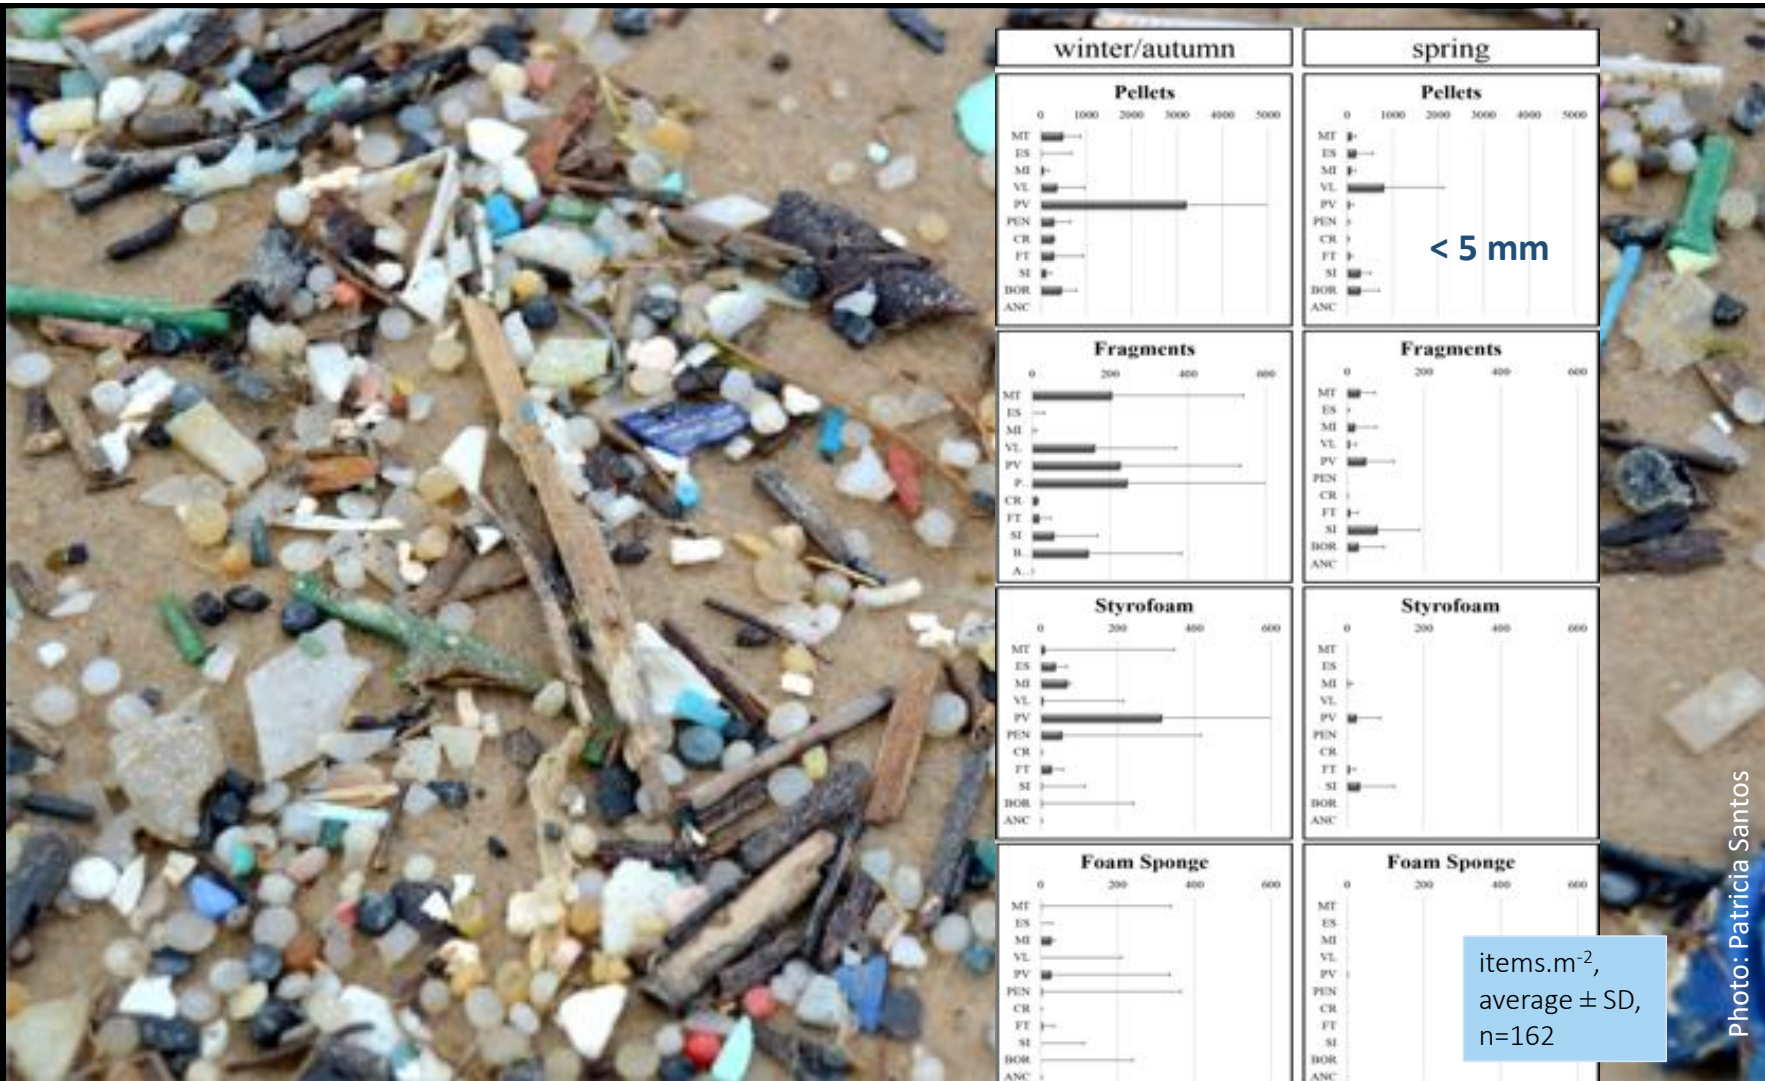 winter/autumn
spring
Pellets
0 1000 2000 3000 4000 5000
MT
ES
MI
VL
PV
PEN
CR
FT
SI
BOR
ANC
Pellets
0 1000 2000 3000 4000 5000
MT
ES
MI
VL
PV
PEN
CR
FT
SI
BOR
ANC
< 5 mm
Fragments
0 200 400 600
MT
ES
MI
VL
PV
P..
CR
FT
SI
B..
A..
Fragments
0 200 400 600
MT
ES
MI
VL
PV
PEN
CR
FT
SI
BOR
ANC
Styrofoam
0 200 400 600
MT
ES
MI
VL
PV
PEN
CR
FT
SI
BOR
ANC
Styrofoam
0 200 400 600
MT
ES
MI
VL
PV
PEN
CR
FT
SI
BOR
ANC
Foam Sponge
0 200 400 600
MT
ES
MI
VL
PV
PEN
CR
FT
SI
BOR
ANC
Foam Sponge
0 200 400 600
MT
ES
MI
VL
PV
PEN
CR
FT
SI
BOR
ANC
items.m-2,
average ± SD,
n=162
Photo: Patricia Santos